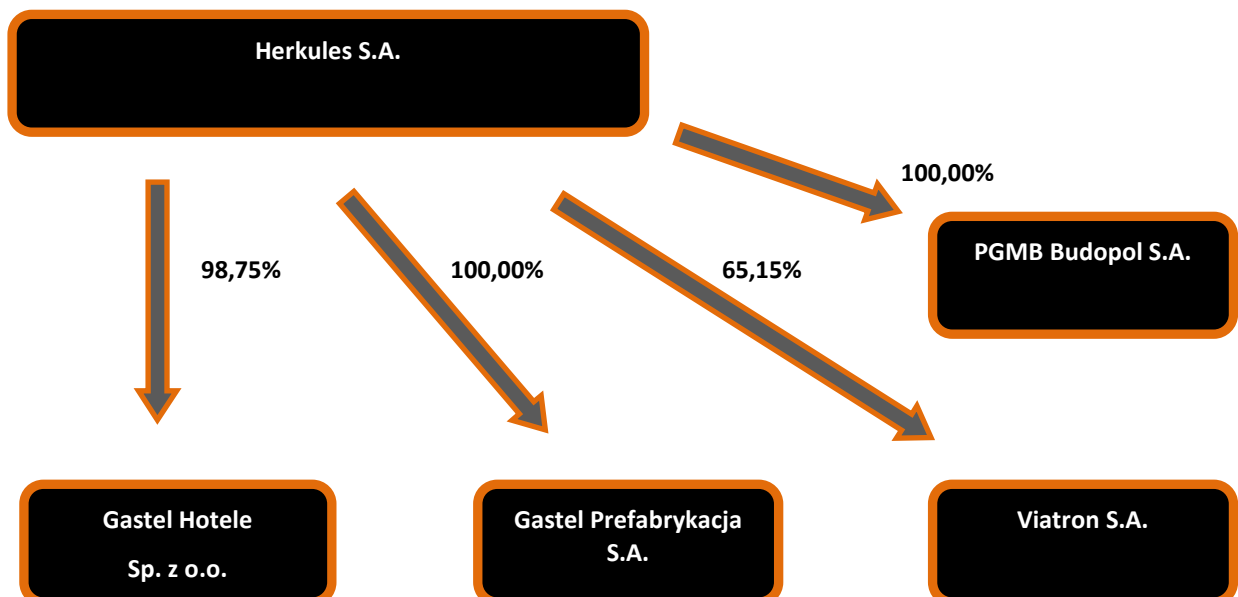 Herkules S.A.
100,00%
PGMB Budopol S.A.
98,75%
100,00%
65,15%
Gastel Hotele
Sp. z o.o.
Gastel Prefabrykacja
S.A.
Viatron S.A.